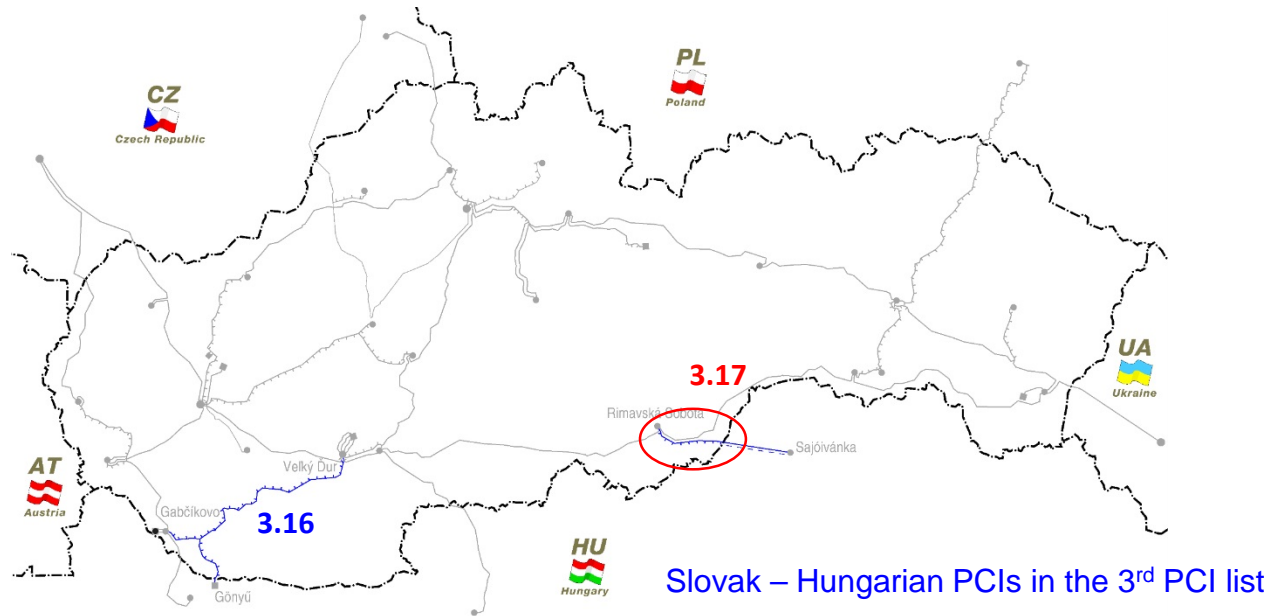 PL
Poland
CZ
Czech Republic
UA
Ukraine
3.17
Rimavská Sobota
Sajóivánka
Veľký Ďur
AT
Austria
Gabčíkovo
3.16
HU
Hungary
Gönyű
Slovak – Hungarian PCIs in the 3rd PCI list